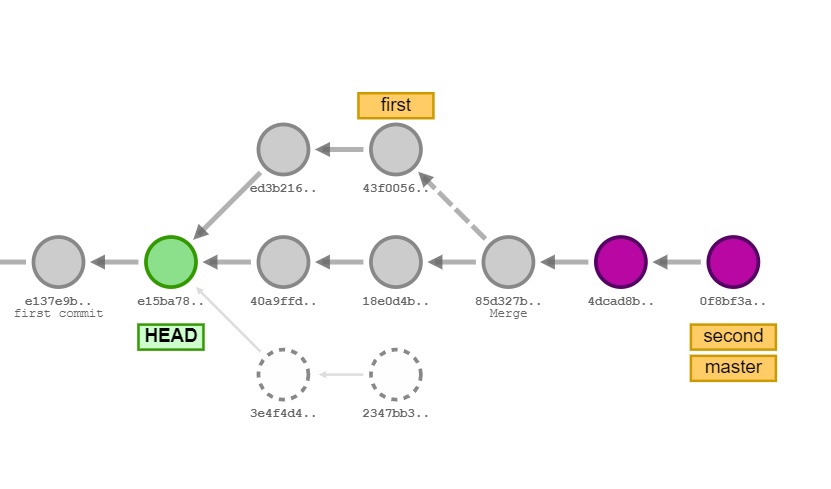 first
ed3b216..
43f0056..
e137e9b..
first commit
e15ba78..
40a9ffd..
18e0d4b..
85d327b..
Merge
4dcad8b..
0f8bf3a..
HEAD
second
master
3e4f4d4..
2347bb3..